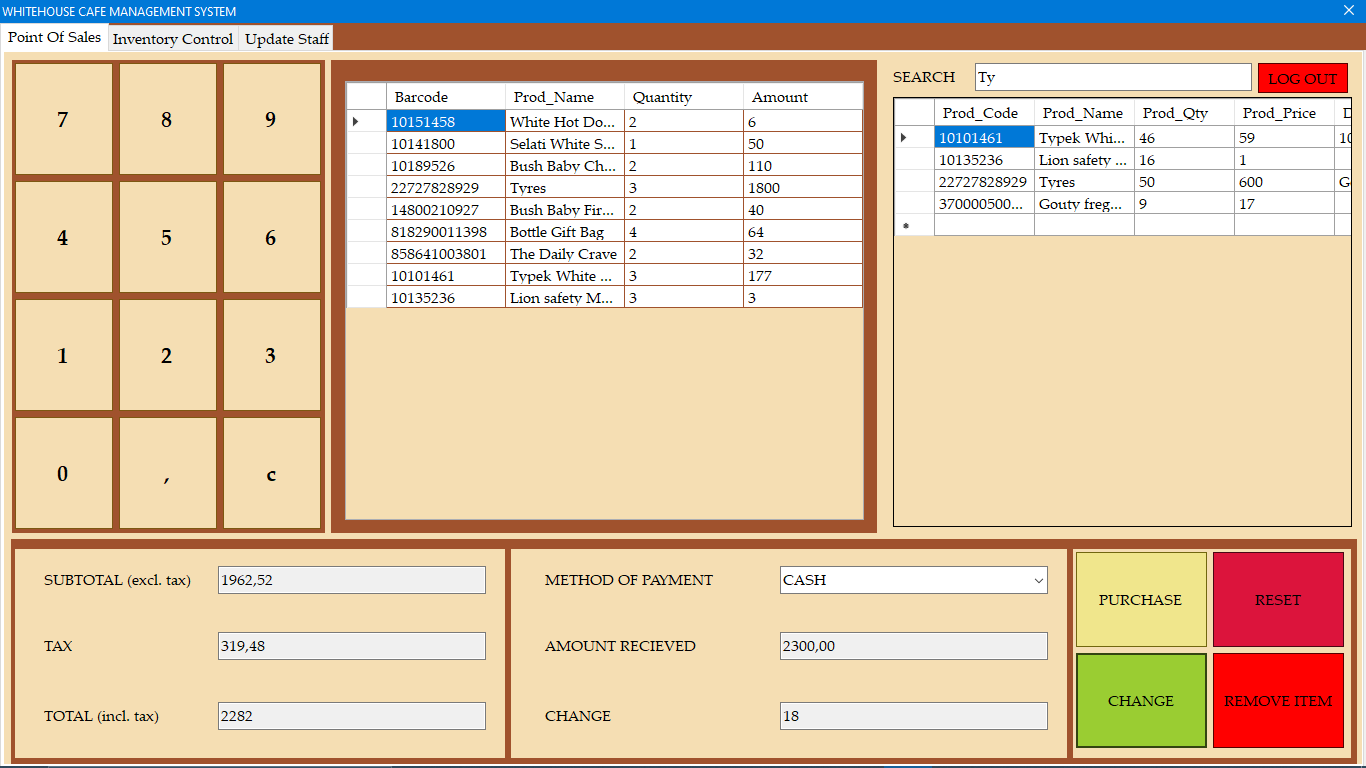 WHITEHOUSE CAFE MANAGEMENT SYSTEM
Point Of Sales Inventory Control Update Staff
7 8 9
4 5 6
1 2 3
0 , c
Barcode Prod_Name Quantity Amount
10151458 White Hot Do... 2 6
10141800 Selati White S... 1 50
10189526 Bush Baby Ch... 2 110
22727828929 Tyres 3 1800
14800210927 Bush Baby Fir... 2 40
818290011398 Bottle Gift Bag 4 64
858641003801 The Daily Crave 2 32
10101461 Typek White ... 3 177
10135236 Lion safety M... 3 3
SEARCH Ty LOG OUT
Prod_Code Prod_Name Prod_Qty Prod_Price
10101461 Typek Whi... 46 59 10
10135236 Lion safety ... 16 1
22727828929 Tyres 50 600 G
370000500... Gouty freg... 9 17
SUBTOTAL (excl. tax) 1962,52
TAX 319,48
TOTAL (incl. tax) 2282
METHOD OF PAYMENT CASH
AMOUNT RECIEVED 2300,00
CHANGE 18
PURCHASE RESET
CHANGE REMOVE ITEM